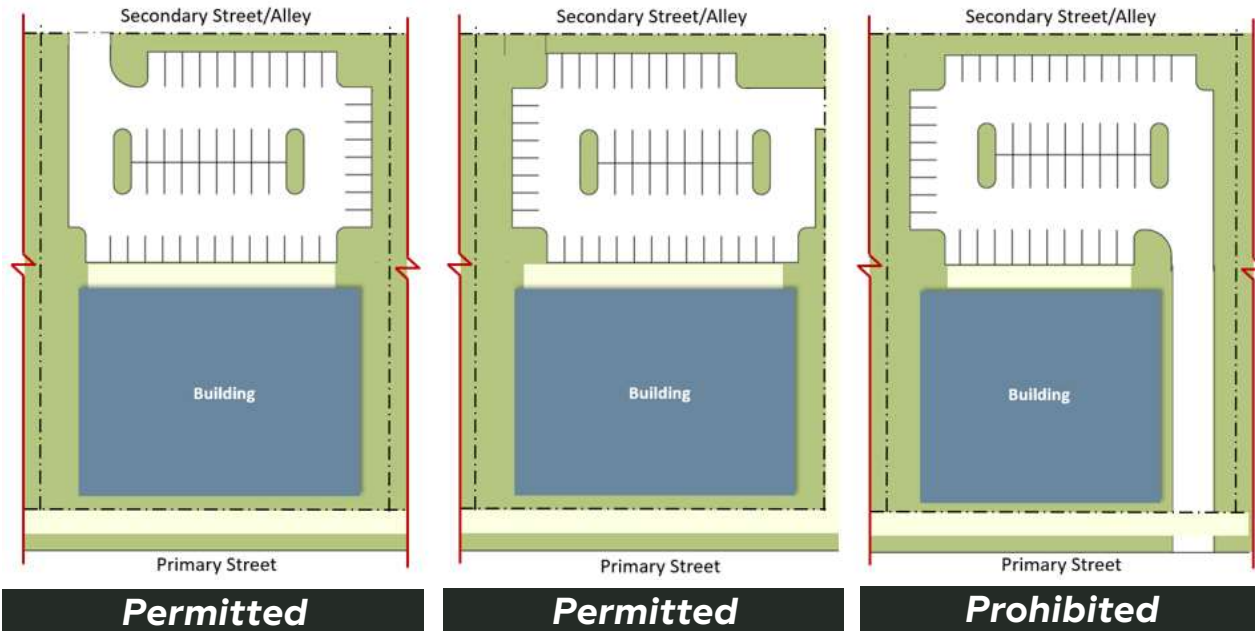 Secondary Street/Alley
Secondary Street/Alley
Secondary Street/Alley
Building
Building
Building
Primary Street
Primary Street
Primary Street
Permitted
Permitted
Prohibited